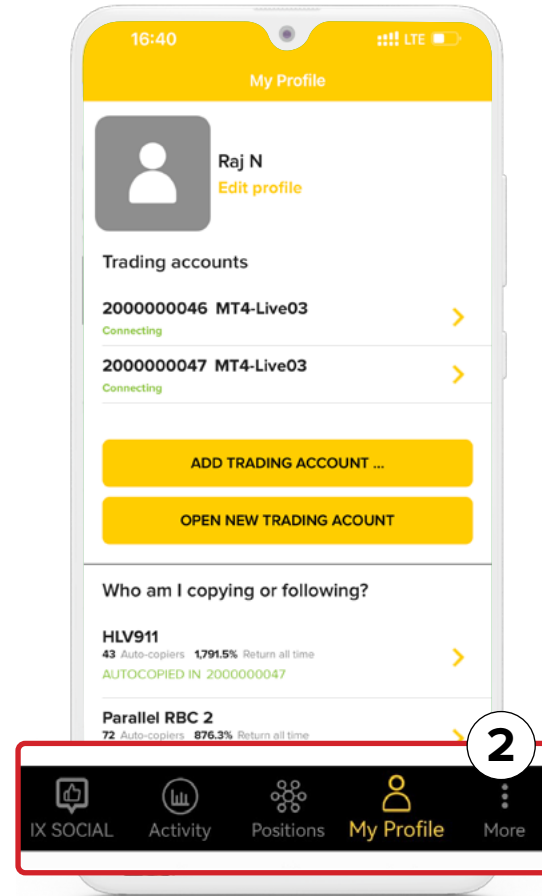 16:40 LTE
My Profile
Raj N
Edit profile
Trading accounts
2000000046 MT4-Live03
Connecting
2000000047 MT4-Live03
Connecting
ADD TRADING ACCOUNT ...
OPEN NEW TRADING ACOUNT
Who am I copying or following?
HLV911
43 Auto-copiers 1,791.5% Return all time
AUTOCOPIED IN 2000000047
Parallel RBC 2
72 Auto-copiers 876.3% Return all time
2
IX SOCIAL Activity Positions My Profile More